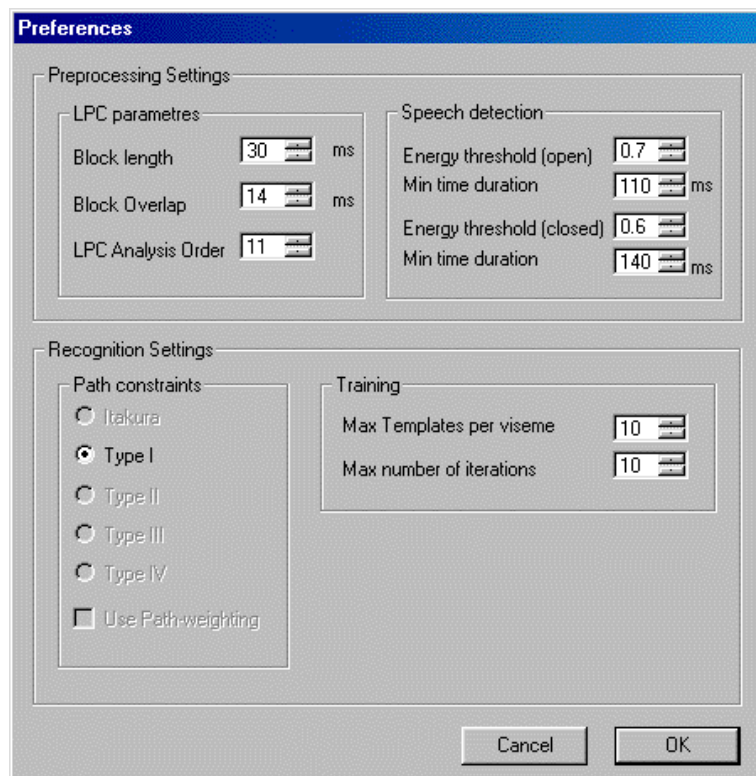 Preferences
Preprocessing Settings
LPC parametres
Block length 30 ms
Block Overlap 14 ms
LPC Analysis Order 11
Speech detection
Energy threshold (open) 0.7
Min time duration 110 ms
Energy threshold (closed) 0.6
Min time duration 140 ms
Recognition Settings
Path constraints
Itakura
Type I
Type II
Type III
Type IV
Use Path-weighting
Training
Max Templates per viseme 10
Max number of iterations 10
Cancel OK